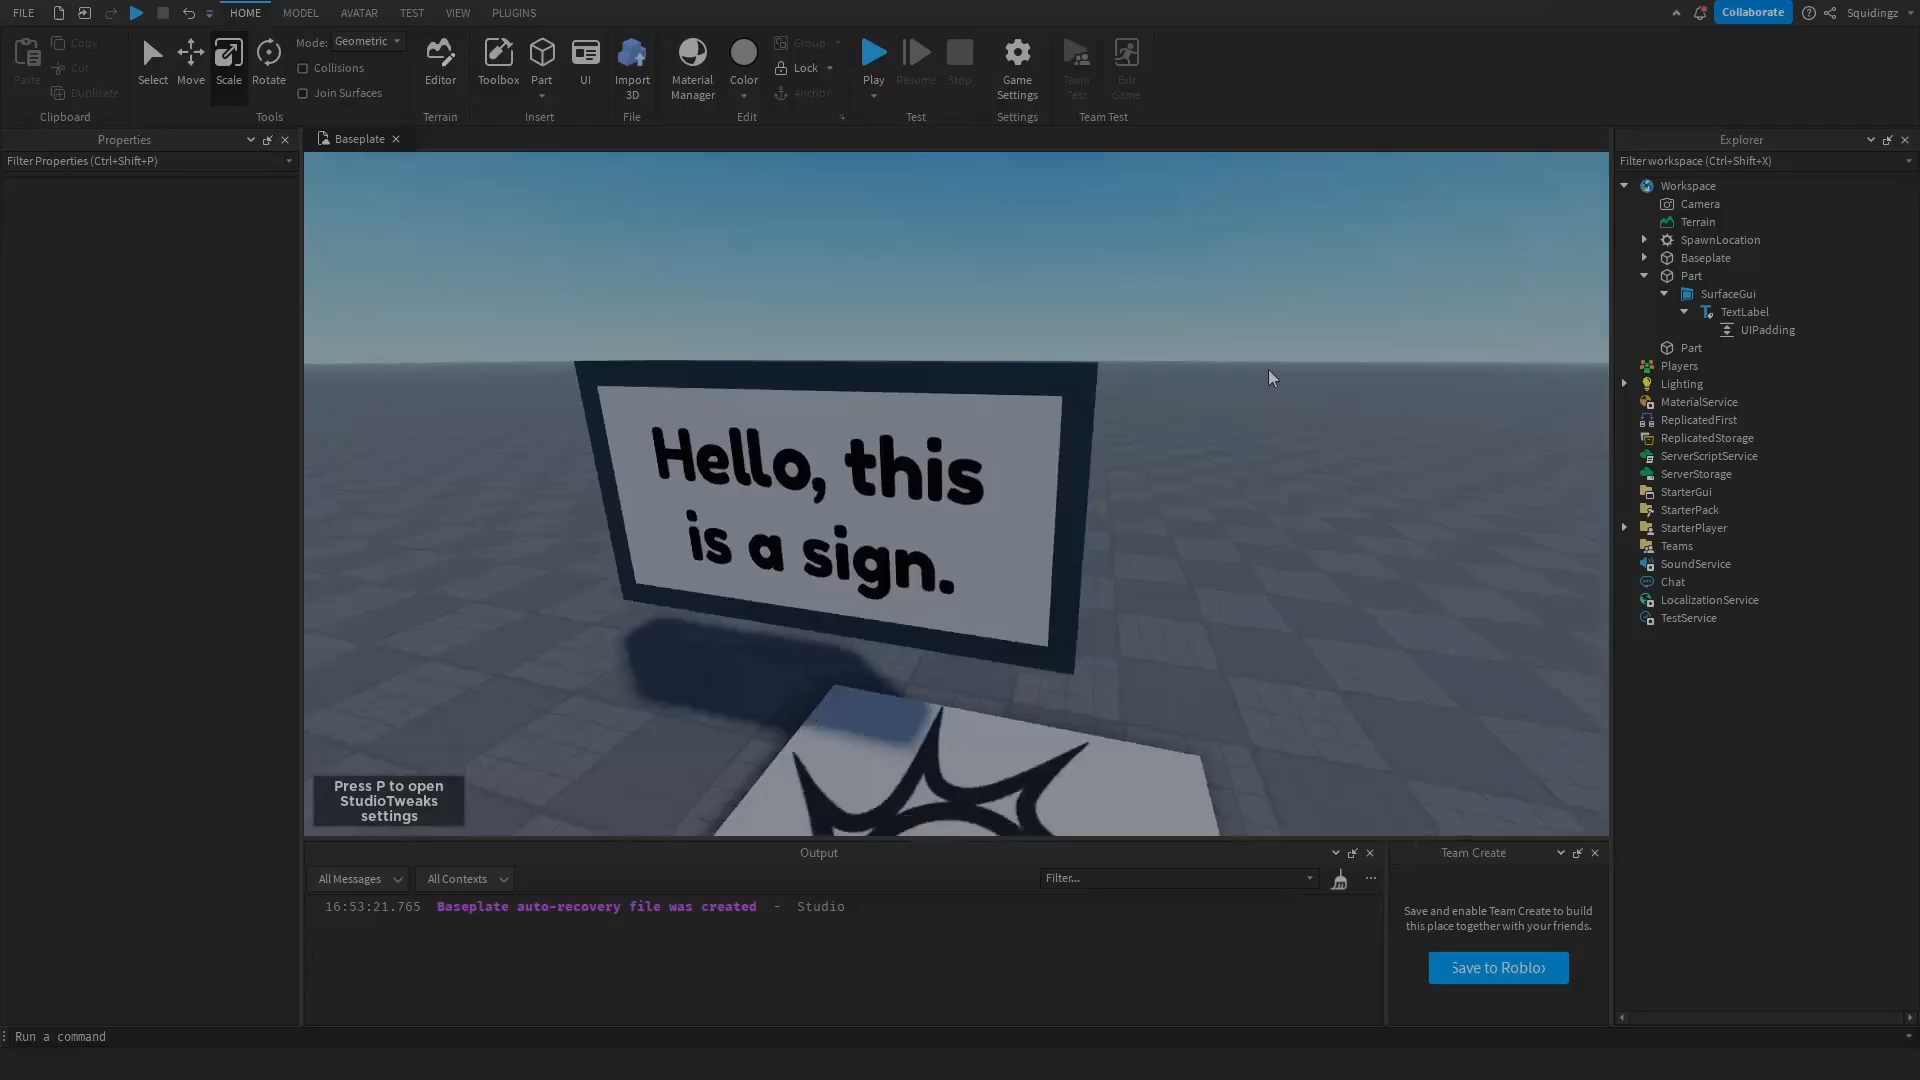 FILE
HOME
MODEL
AVATAR
TEST
VIEW
PLUGINS
Collaborate
Squidingz
Paste
Copy
Cut
Duplicate
Clipboard
Select
Move
Scale
Rotate
Mode: Geometric
Collisions
Join Surfaces
Tools
Editor
Terrain
Toolbox
Part
UI
Insert
Import
3D
File
Material
Manager
Color
Group
Lock
Anchor
Edit
Play
Resume
Stop
Test
Game
Settings
Settings
Team
Test
Exit
Game
Team Test
Properties
Filter Properties (Ctrl+Shift+P)
Baseplate
Hello, this
is a sign.
Press P to open
StudioTweaks
settings
Explorer
Filter workspace (Ctrl+Shift+X)
Workspace
Camera
Terrain
SpawnLocation
Baseplate
Part
SurfaceGui
TextLabel
UIPadding
Part
Players
Lighting
MaterialService
ReplicatedFirst
ReplicatedStorage
ServerScriptService
ServerStorage
StarterGui
StarterPack
StarterPlayer
Teams
SoundService
Chat
LocalizationService
TestService
Output
All Messages
All Contexts
Filter...
16:53:21.765 Baseplate auto-recovery file was created - Studio
Team Create
Save and enable Team Create to build
this place together with your friends.
Save to Roblox
Run a command